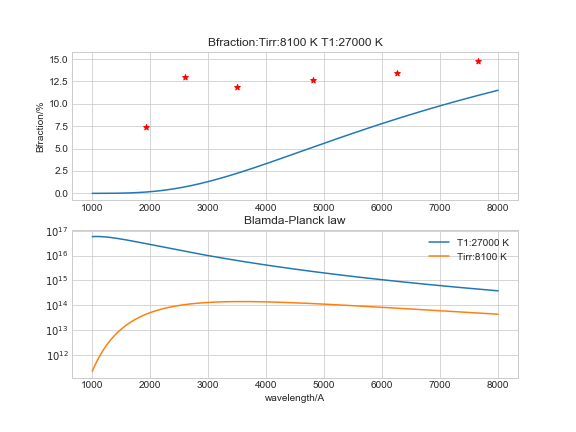 Bfraction:Tirr:8100 K T1:27000 K
15.0
12.5
10.0
7.5
5.0
2.5
0.0
Bfraction/%
1000 2000 3000 4000 5000 6000 7000 8000
Blamda-Planck law
10^17
10^16
10^15
10^14
10^13
10^12
T1:27000 K
Tirr:8100 K
1000 2000 3000 4000 5000 6000 7000 8000
wavelength/A